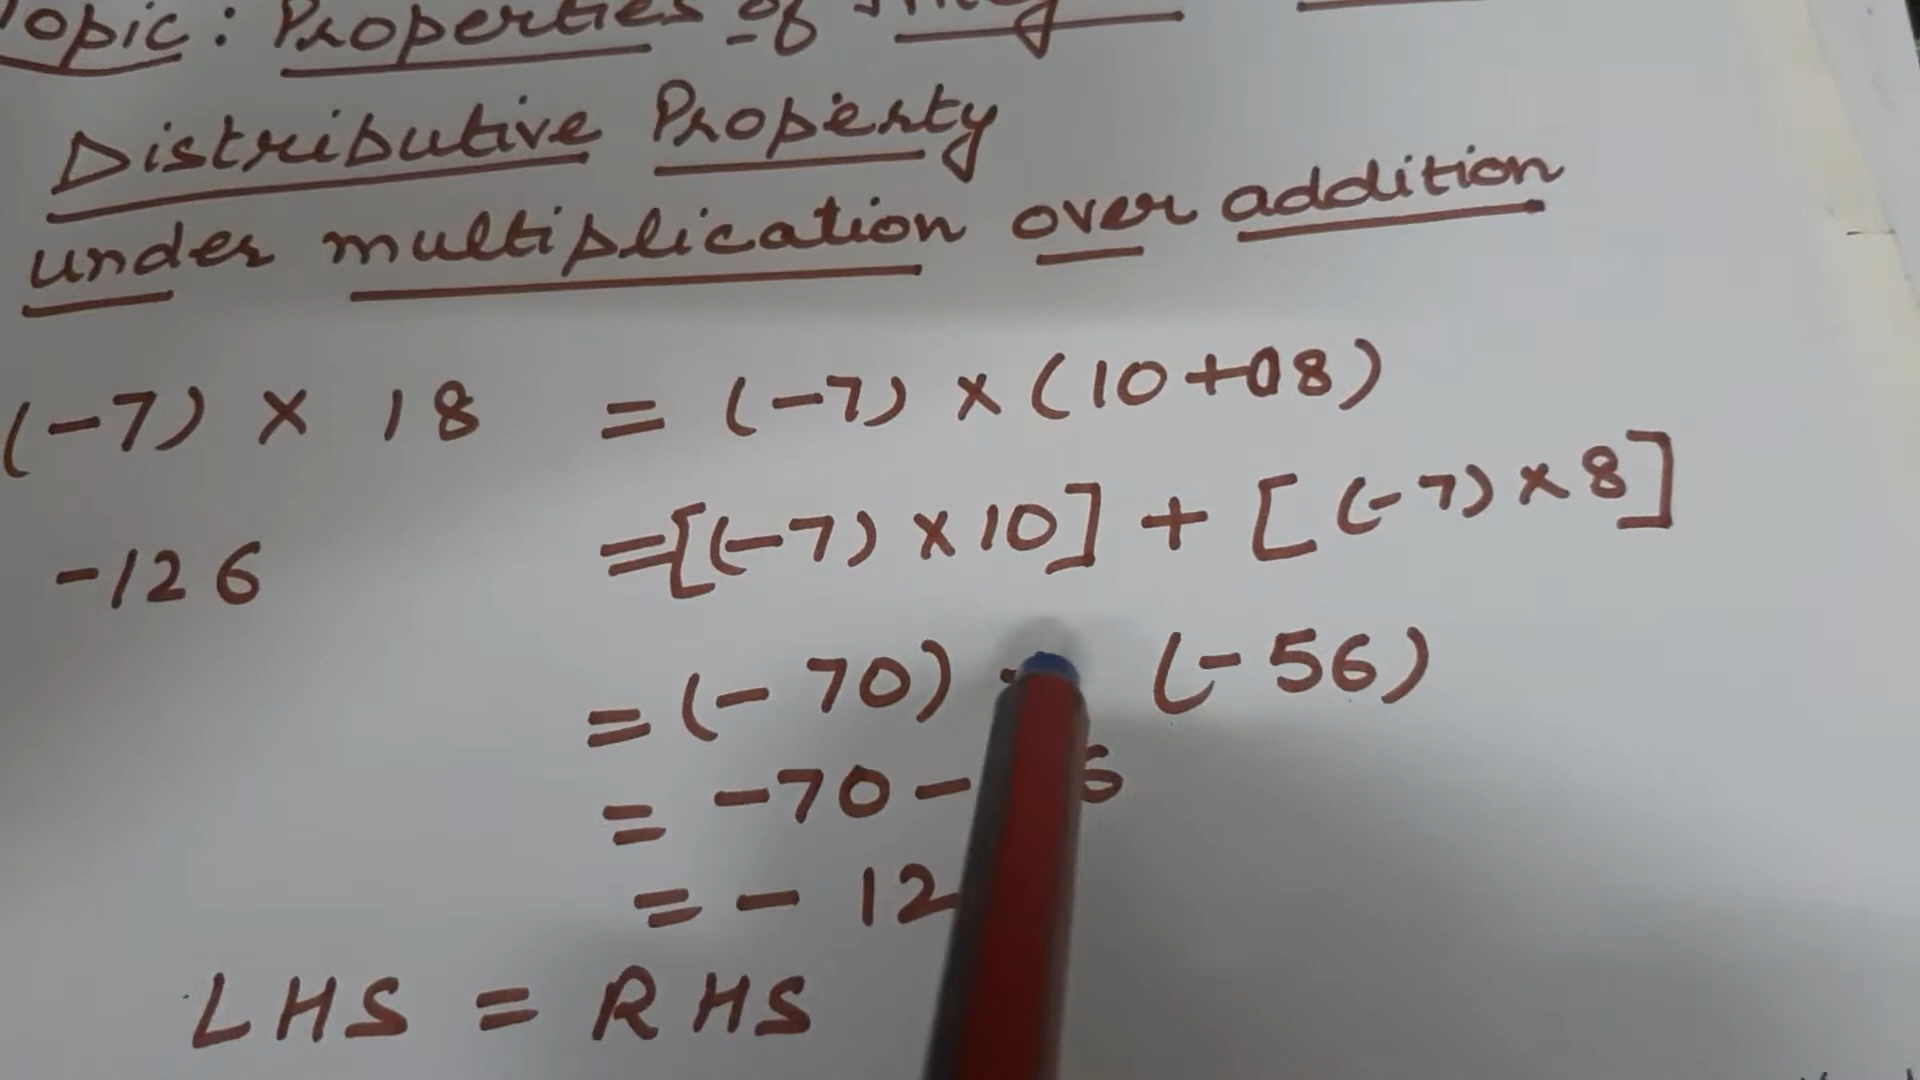 Topic: Properties of
Distributive Property
under multiplication over addition
(-7) × 18 = (-7) × (10+08)
-126 =[(-7) × 10] + [(-7) × 8]
= (-70) (-56)
= -70-
= - 12
LHS = RHS